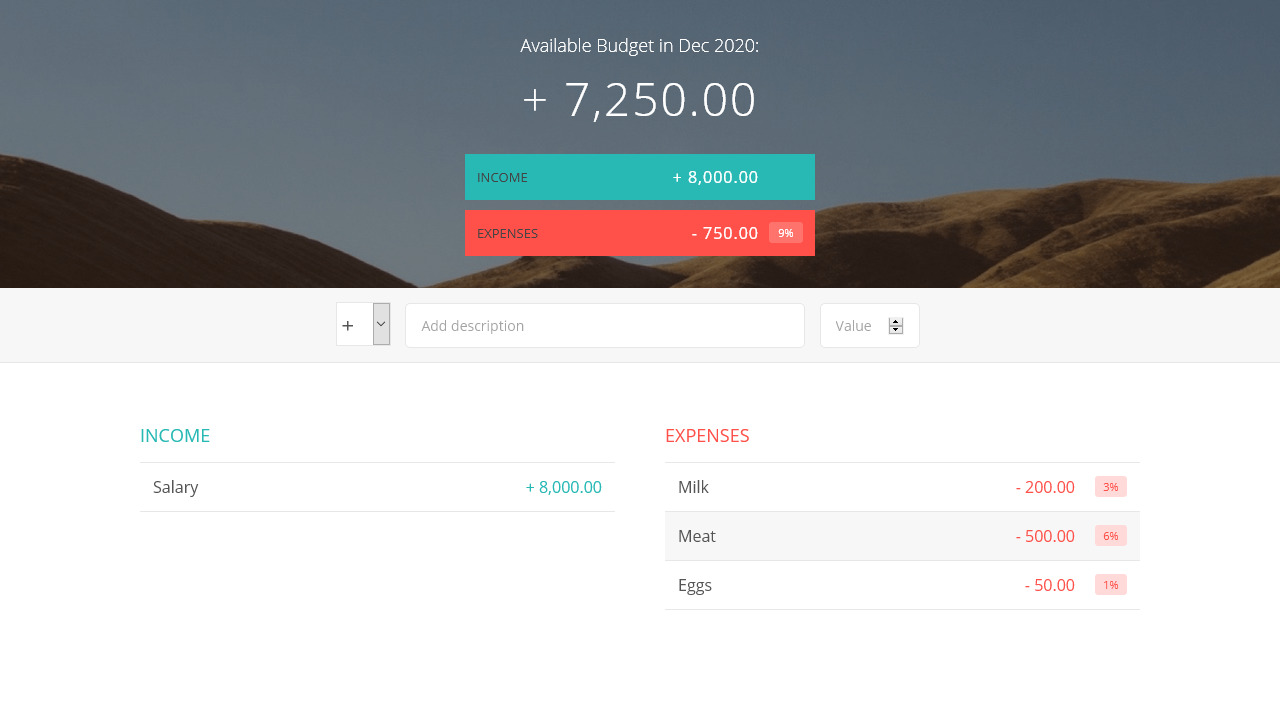 Available Budget in Dec 2020:
+ 7,250.00
INCOME + 8,000.00
EXPENSES - 750.00 9%
+ Add description Value
INCOME
Salary + 8,000.00
EXPENSES
Milk - 200.00 3%
Meat - 500.00 6%
Eggs - 50.00 1%